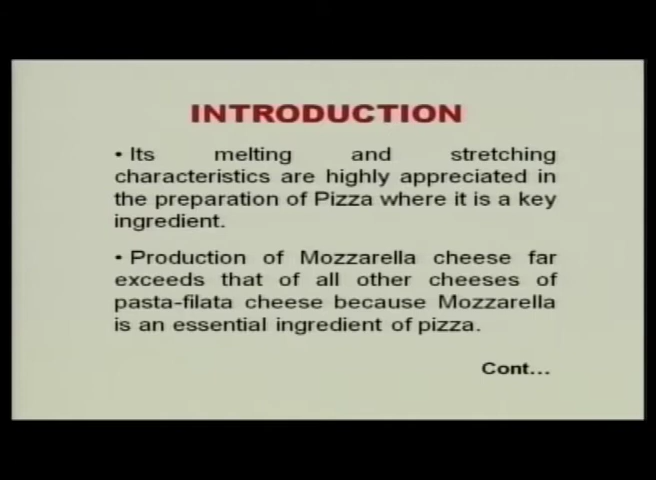 INTRODUCTION
• Its melting and stretching
characteristics are highly appreciated in
the preparation of Pizza where it is a key
ingredient.
• Production of Mozzarella cheese far
exceeds that of all other cheeses of
pasta-filata cheese because Mozzarella
is an essential ingredient of pizza.
Cont...